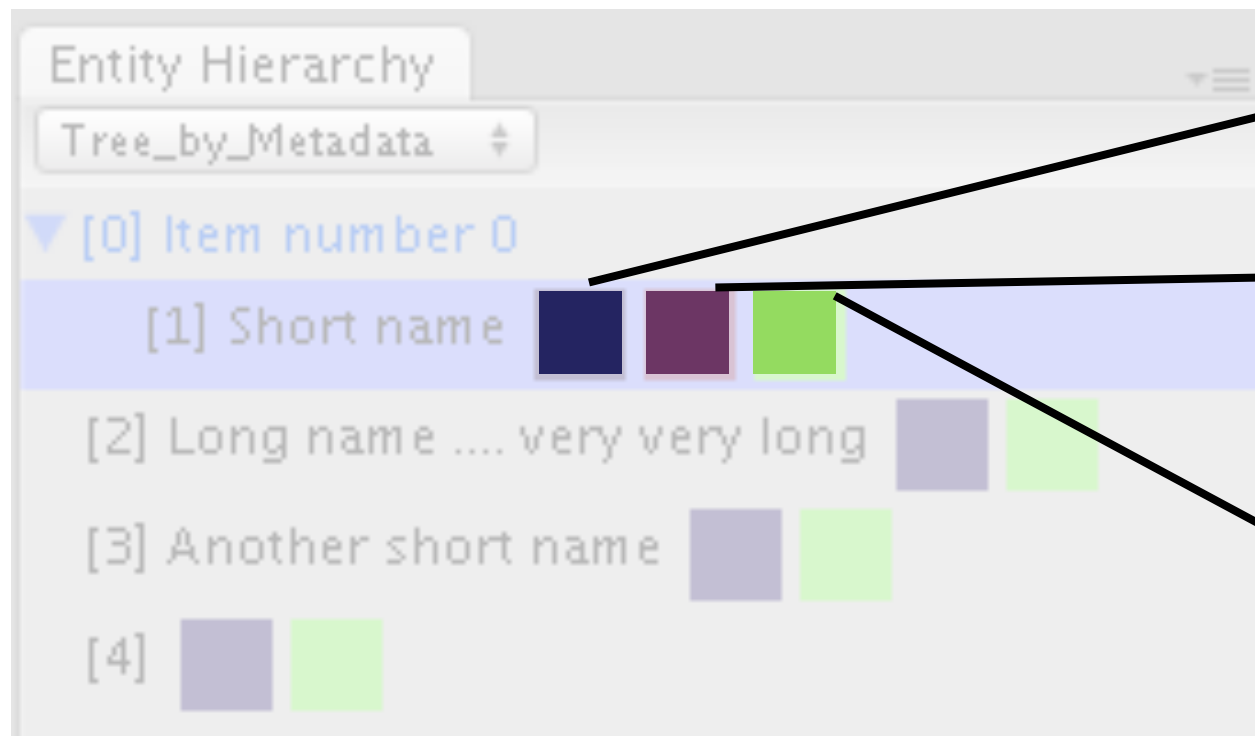 Entity Hierarchy
Tree_by_Metadata
[0] Item number 0
[1] Short name
[2] Long name .... very very long
[3] Another short name
[4]